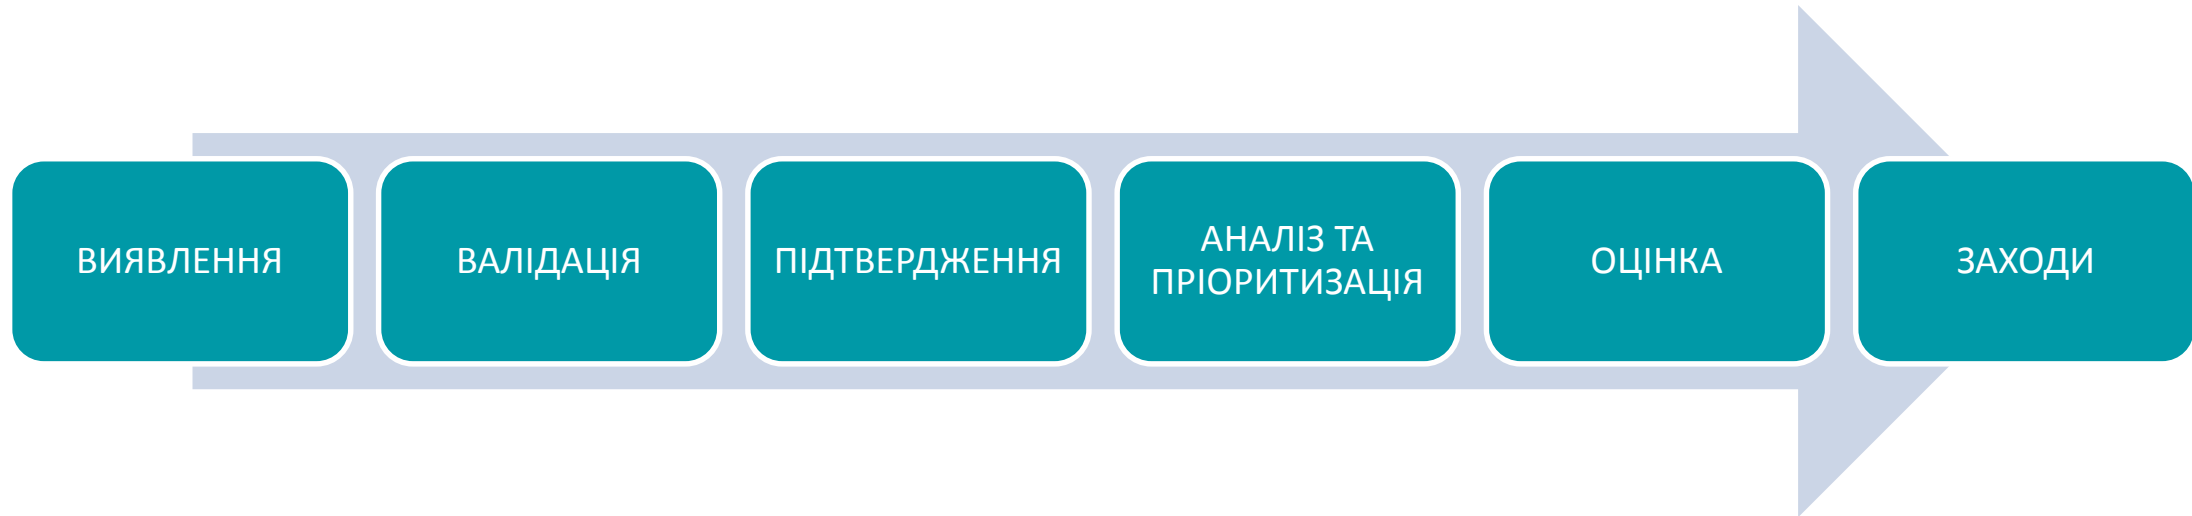 ВИЯВЛЕННЯ
ВАЛІДАЦІЯ
ПІДТВЕРДЖЕННЯ
АНАЛІЗ ТА
ПРІОРИТИЗАЦІЯ
ОЦІНКА
ЗАХОДИ